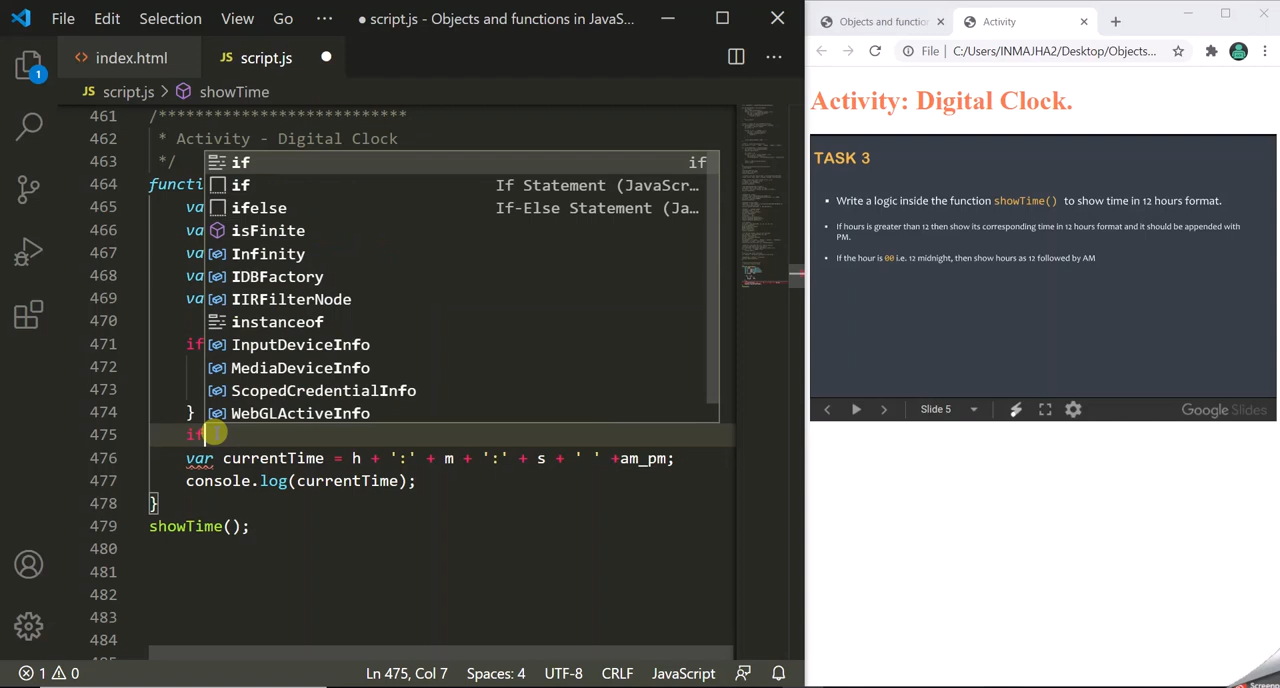 File Edit Selection View Go ··· ● script.js - Objects and functions in JavaS...
index.html
JS script.js
JS script.js > showTime
461 /***************************
462 * Activity - Digital Clock
463 */
464 functi
465 va
466 va
467 va
468 va
469 va
470
471 if
472
473
474 }
475 if
476 var currentTime = h + ':' + m + ':' + s + ' ' +am_pm;
477 console.log(currentTime);
478 }
479 showTime();
480
481
482
483
484
if if
if If Statement (JavaScr...
ifelse If-Else Statement (Ja...
isFinite
Infinity
IDBFactory
IIRFilterNode
instanceof
InputDeviceInfo
MediaDeviceInfo
ScopedCredentialInfo
WebGLActiveInfo
1
1 0 Ln 475, Col 7 Spaces: 4 UTF-8 CRLF JavaScript
Objects and function
Activity
File C:/Users/INMAJHA2/Desktop/Objects...
Activity: Digital Clock.
TASK 3
Write a logic inside the function showTime() to show time in 12 hours format.
If hours is greater than 12 then show its corresponding time in 12 hours format and it should be appended with
PM.
If the hour is 00 i.e. 12 midnight, then show hours as 12 followed by AM
Slide 5
Google Slides